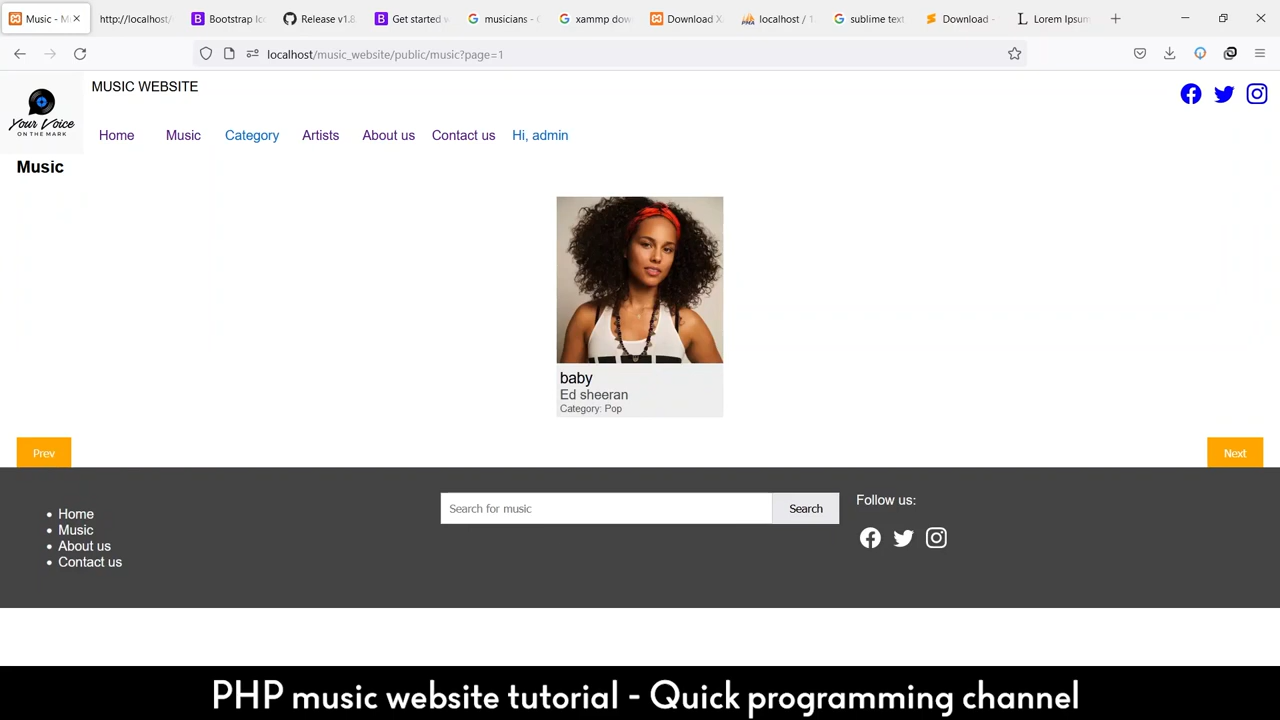 Music - M
http://localhost/
Bootstrap Ic
Release v1.8.
Get started w
musicians - G
xammp dow
Download X
localhost / 1
sublime text
Download -
Lorem Ipsum
localhost/music_website/public/music?page=1
Your Voice
ON THE MARK
MUSIC WEBSITE
Home Music Category Artists About us Contact us Hi, admin
Music
baby
Ed sheeran
Category: Pop
Prev
Next
Home
Music
About us
Contact us
Search for music
Search
Follow us:
PHP music website tutorial - Quick programming channel